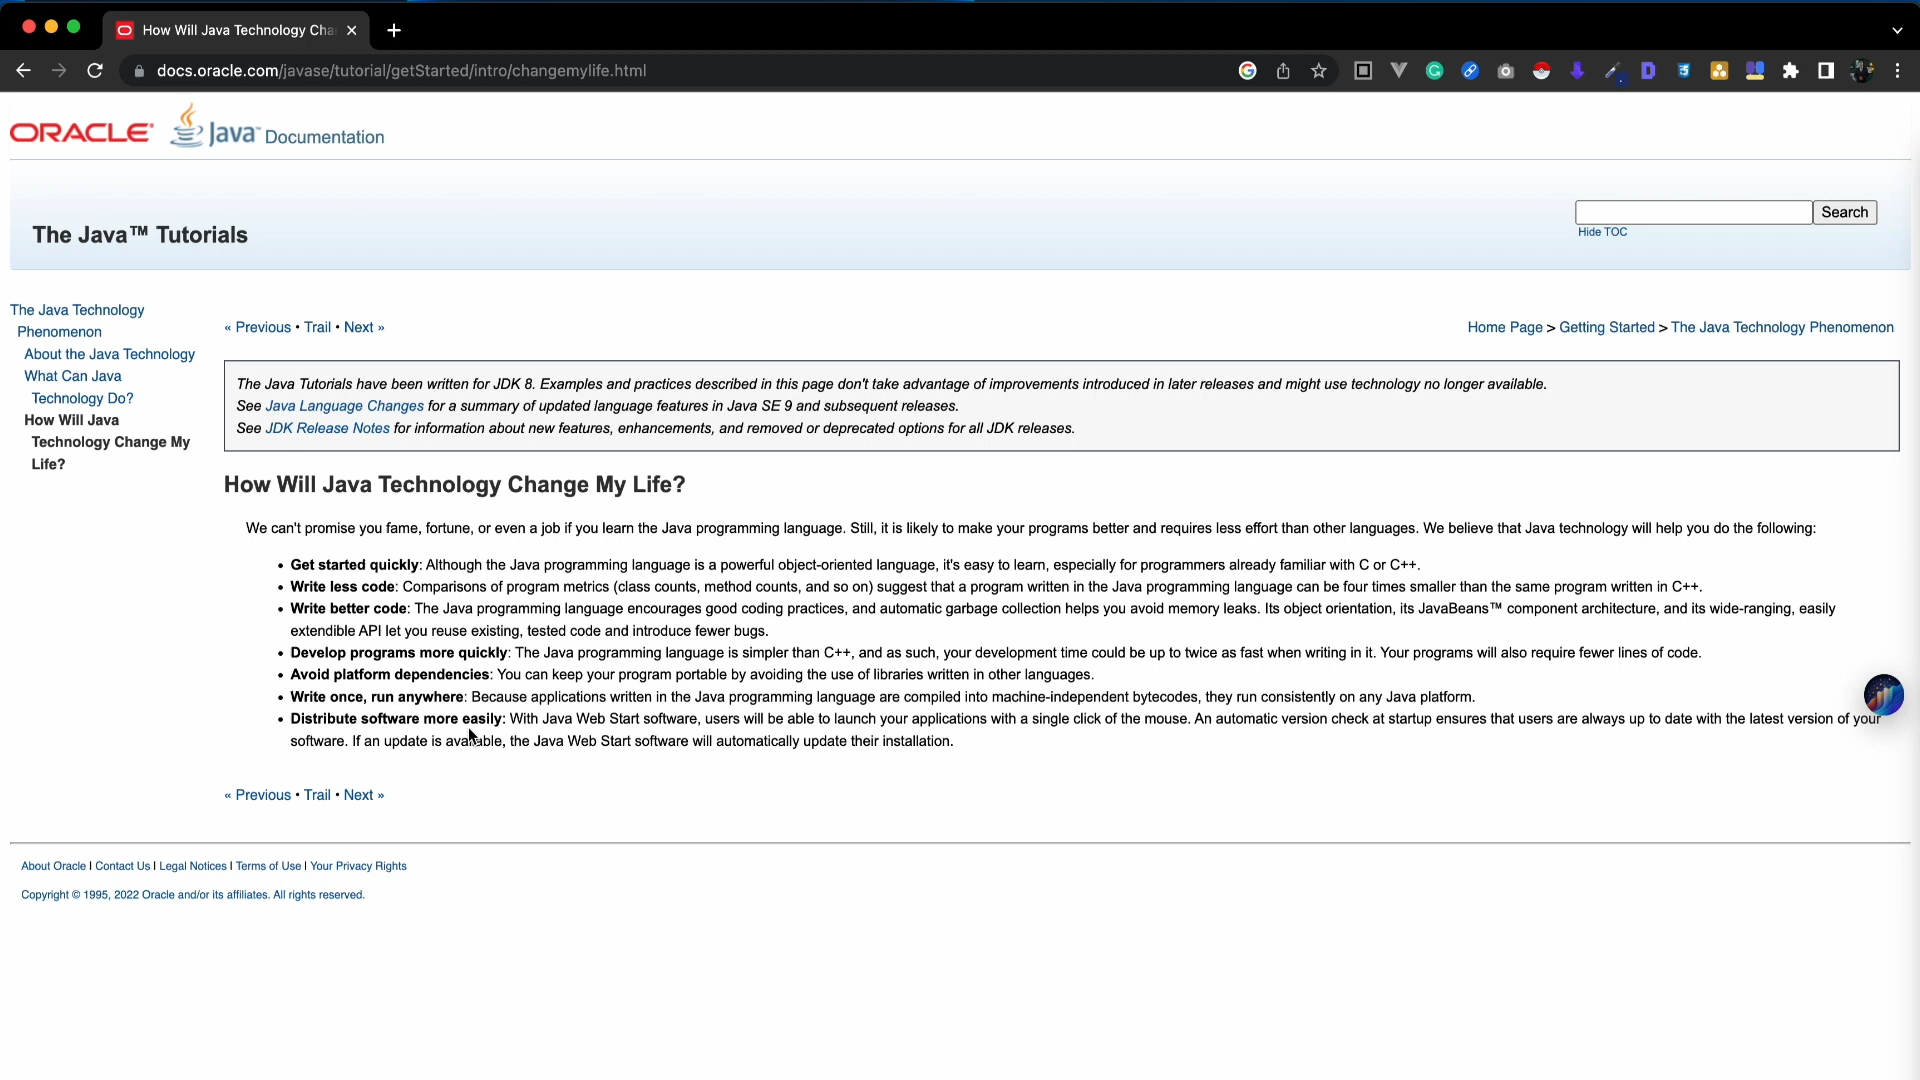 How Will Java Technology Cha
docs.oracle.com/javase/tutorial/getStarted/intro/changemylife.html
ORACLE Java™ Documentation
The Java™ Tutorials
Search
Hide TOC
The Java Technology
Phenomenon
About the Java Technology
What Can Java
Technology Do?
How Will Java
Technology Change My
Life?
« Previous • Trail • Next »
Home Page > Getting Started > The Java Technology Phenomenon
The Java Tutorials have been written for JDK 8. Examples and practices described in this page don't take advantage of improvements introduced in later releases and might use technology no longer available.
See Java Language Changes for a summary of updated language features in Java SE 9 and subsequent releases.
See JDK Release Notes for information about new features, enhancements, and removed or deprecated options for all JDK releases.
How Will Java Technology Change My Life?
We can't promise you fame, fortune, or even a job if you learn the Java programming language. Still, it is likely to make your programs better and requires less effort than other languages. We believe that Java technology will help you do the following:
• Get started quickly: Although the Java programming language is a powerful object-oriented language, it's easy to learn, especially for programmers already familiar with C or C++.
• Write less code: Comparisons of program metrics (class counts, method counts, and so on) suggest that a program written in the Java programming language can be four times smaller than the same program written in C++.
• Write better code: The Java programming language encourages good coding practices, and automatic garbage collection helps you avoid memory leaks. Its object orientation, its JavaBeans™ component architecture, and its wide-ranging, easily
extendible API let you reuse existing, tested code and introduce fewer bugs.
• Develop programs more quickly: The Java programming language is simpler than C++, and as such, your development time could be up to twice as fast when writing in it. Your programs will also require fewer lines of code.
• Avoid platform dependencies: You can keep your program portable by avoiding the use of libraries written in other languages.
• Write once, run anywhere: Because applications written in the Java programming language are compiled into machine-independent bytecodes, they run consistently on any Java platform.
• Distribute software more easily: With Java Web Start software, users will be able to launch your applications with a single click of the mouse. An automatic version check at startup ensures that users are always up to date with the latest version of your
software. If an update is available, the Java Web Start software will automatically update their installation.
« Previous • Trail • Next »
About Oracle | Contact Us | Legal Notices | Terms of Use | Your Privacy Rights
Copyright © 1995, 2022 Oracle and/or its affiliates. All rights reserved.